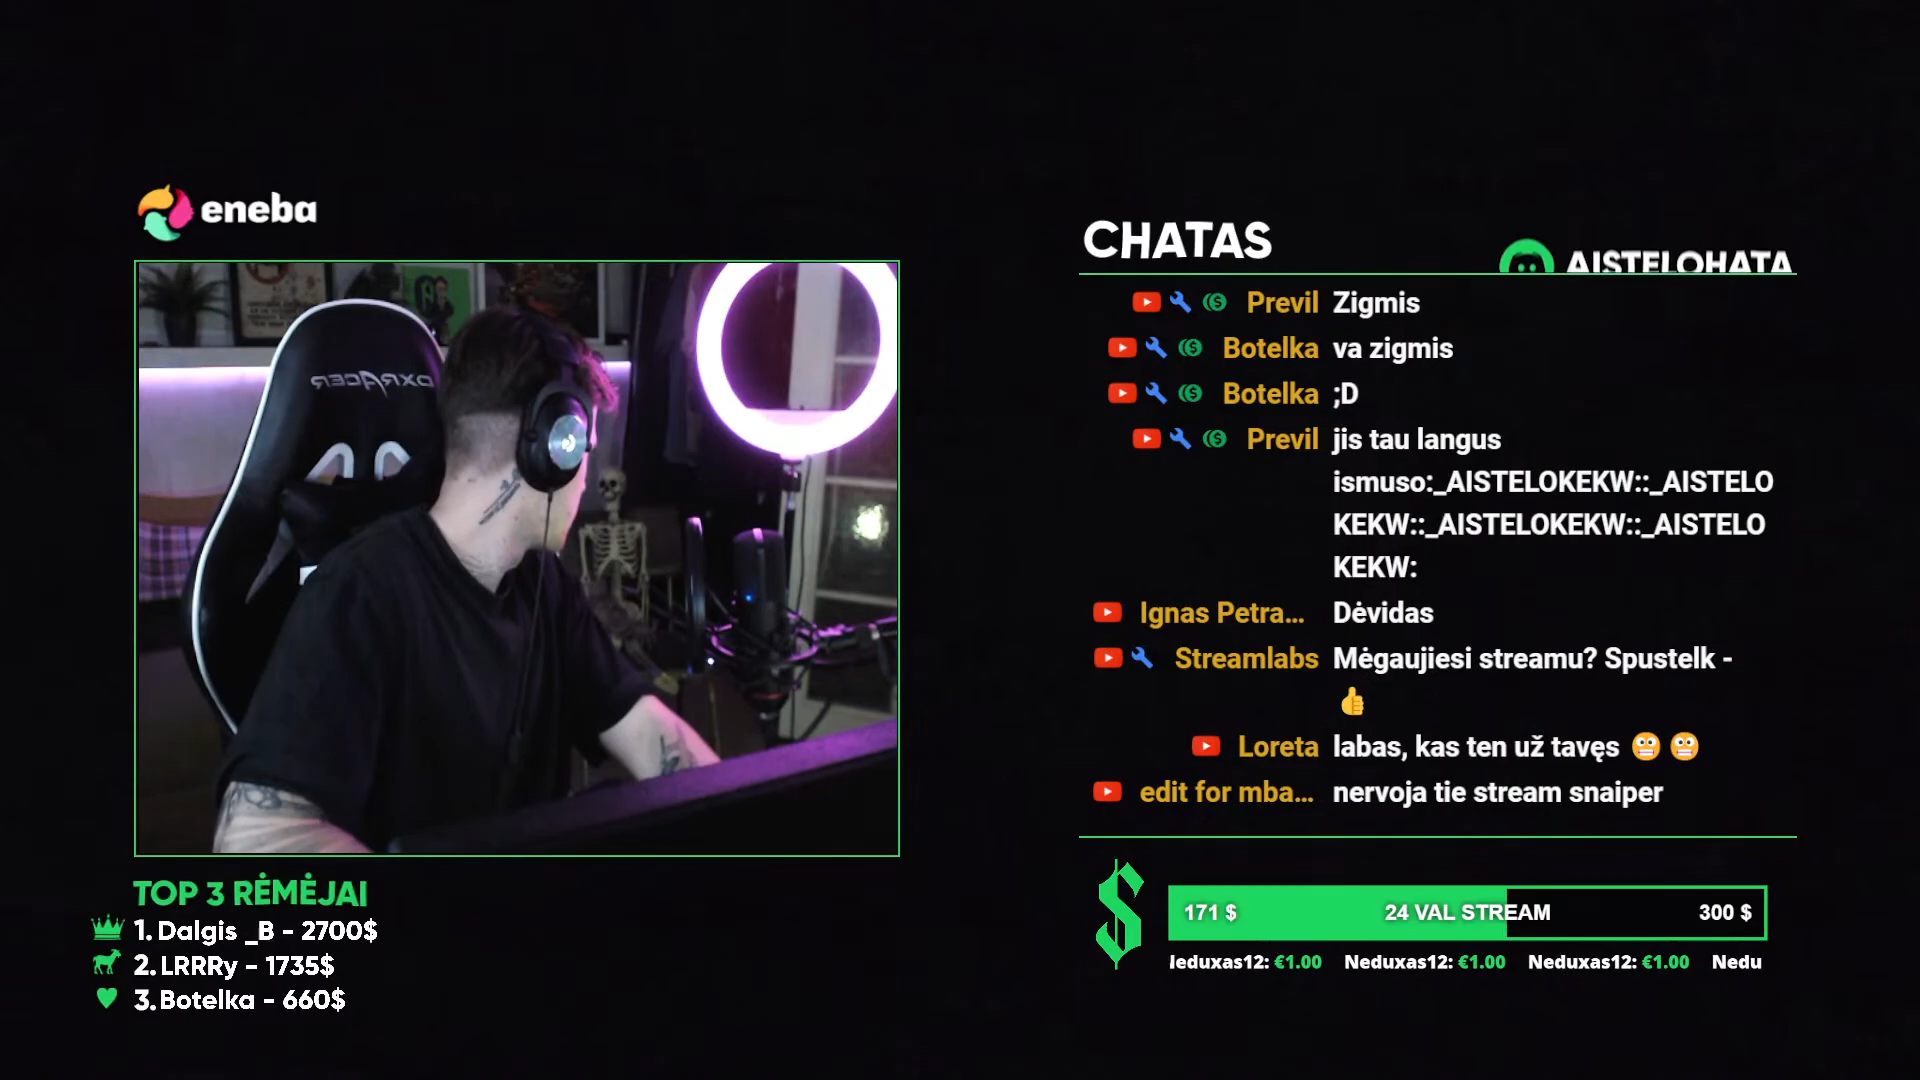 eneba
DXRACER
TOP 3 RĖMĖJAI
1. Dalgis _B - 2700$
2. LRRRy - 1735$
3. Botelka - 660$
CHATAS
AISTELOHATA
Previl Zigmis
Botelka va zigmis
Botelka ;D
Previl jis tau langus
ismuso:_AISTELOKEKW::_AISTELO
KEKW::_AISTELOKEKW::_AISTELO
KEKW:
Ignas Petra... Dėvidas
Streamlabs Mėgaujiesi streamu? Spustelk -
👍
Loreta labas, kas ten už tavęs 😬 😬
edit for mba... nervoja tie stream snaiper
171 $ 24 VAL STREAM 300 $
leduxas12: €1.00 Neduxas12: €1.00 Neduxas12: €1.00 Nedu